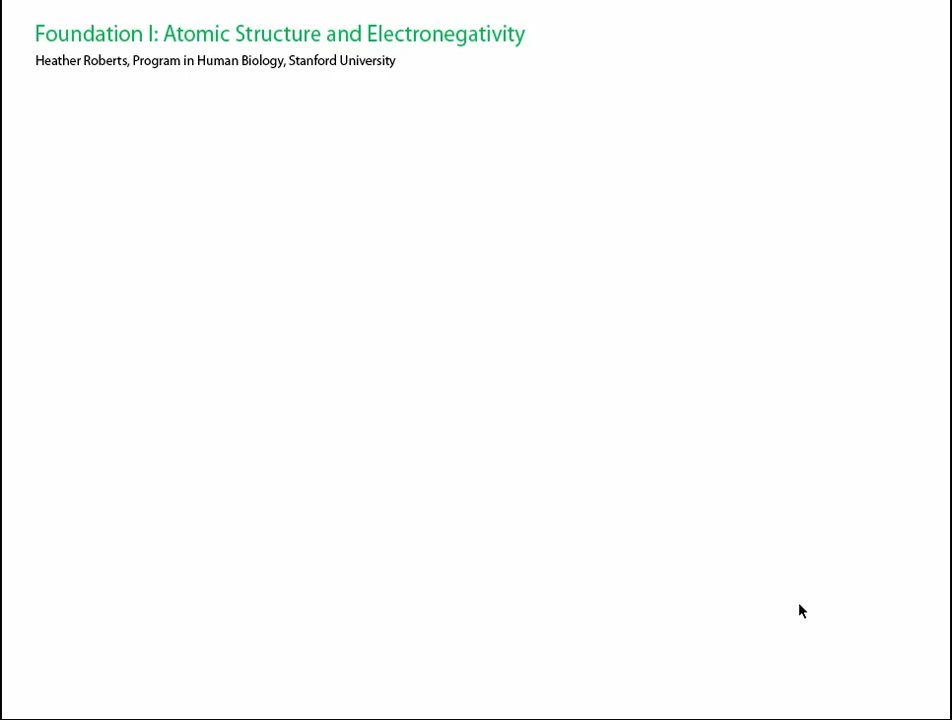 Foundation I: Atomic Structure and Electronegativity
Heather Roberts, Program in Human Biology, Stanford University